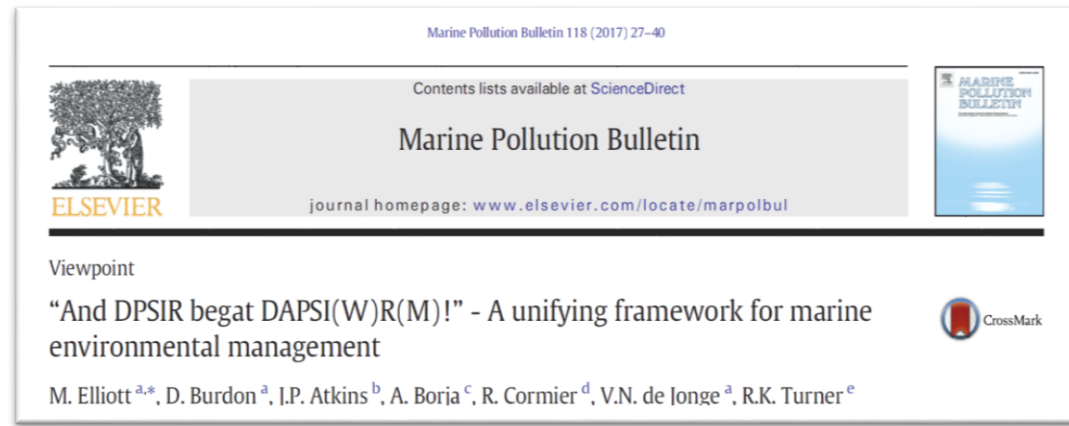 Marine Pollution Bulletin 118 (2017) 27–40
Contents lists available at ScienceDirect
Marine Pollution Bulletin
journal homepage: www.elsevier.com/locate/marpolbul
ELSEVIER
MARINE
POLLUTION
BULLETIN
Viewpoint
“And DPSIR begat DAPSI(W)R(M)!” - A unifying framework for marine
environmental management
CrossMark
M. Elliott a,*, D. Burdon a, J.P. Atkins b, A. Borja c, R. Cormier d, V.N. de Jonge a, R.K. Turner e